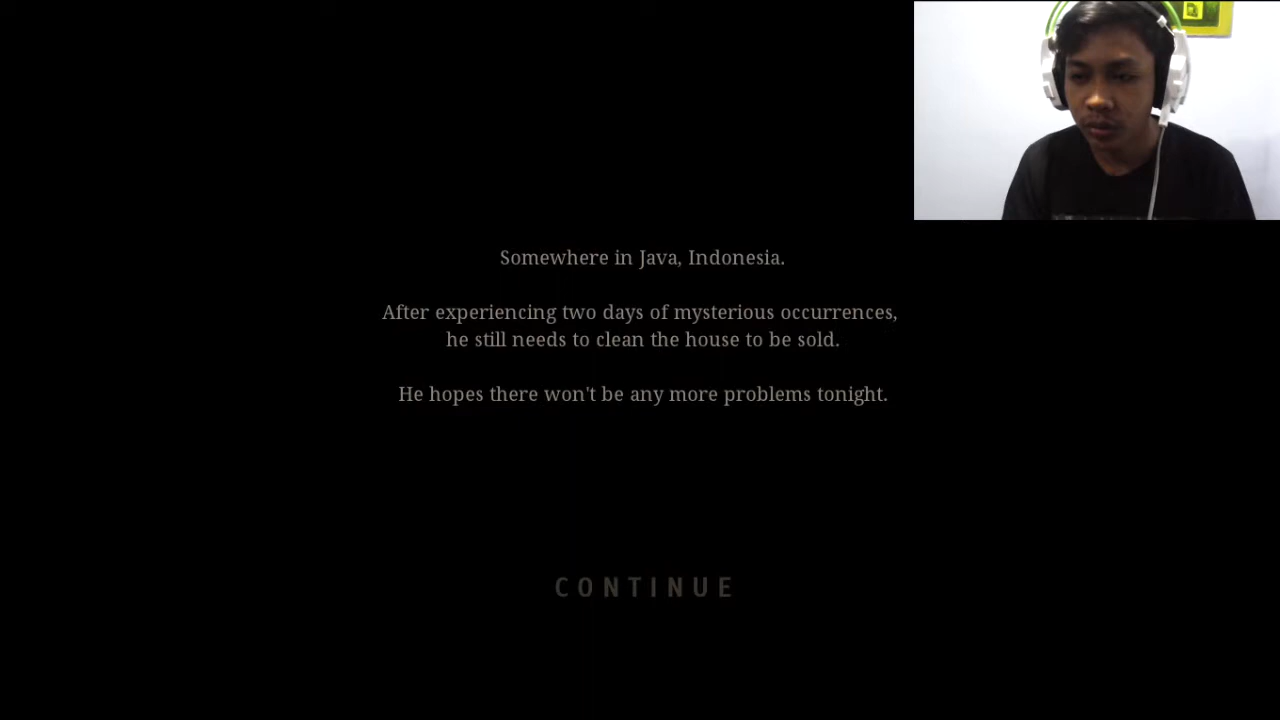 Somewhere in Java, Indonesia.
After experiencing two days of mysterious occurrences,
he still needs to clean the house to be sold.
He hopes there won't be any more problems tonight.
CONTINUE